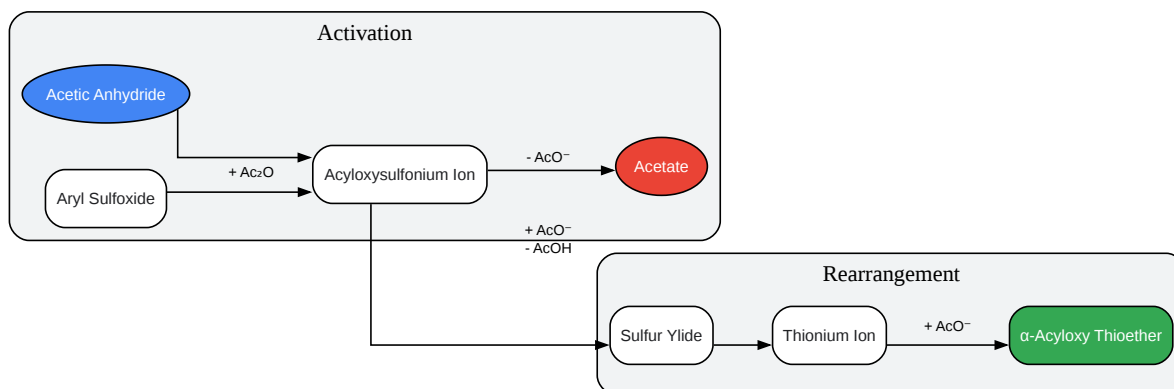 Activation
Acetic Anhydride
+ Ac₂O
Aryl Sulfoxide
Acyloxysulfonium Ion
- AcO⁻
Acetate
+ AcO⁻
- AcOH
Rearrangement
Sulfur Ylide
Thionium Ion
+ AcO⁻
α-Acyloxy Thioether